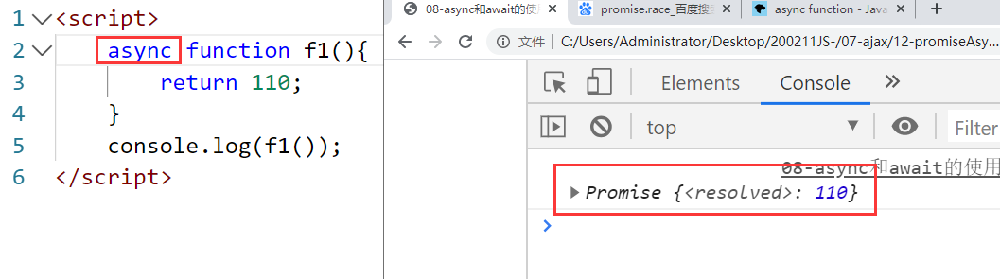 1 <script>
2 async function f1(){
3 return 110;
4 }
5 console.log(f1());
6 </script>
08-async和await的使 ×
promise.race_百度搜 ×
async function - Java ×
文件 | C:/Users/Administrator/Desktop/200211JS-/07-ajax/12-promiseAsy...
Elements Console »
top ▼ Filter
08-async和await的使用
▶ Promise {<resolved>: 110}
>